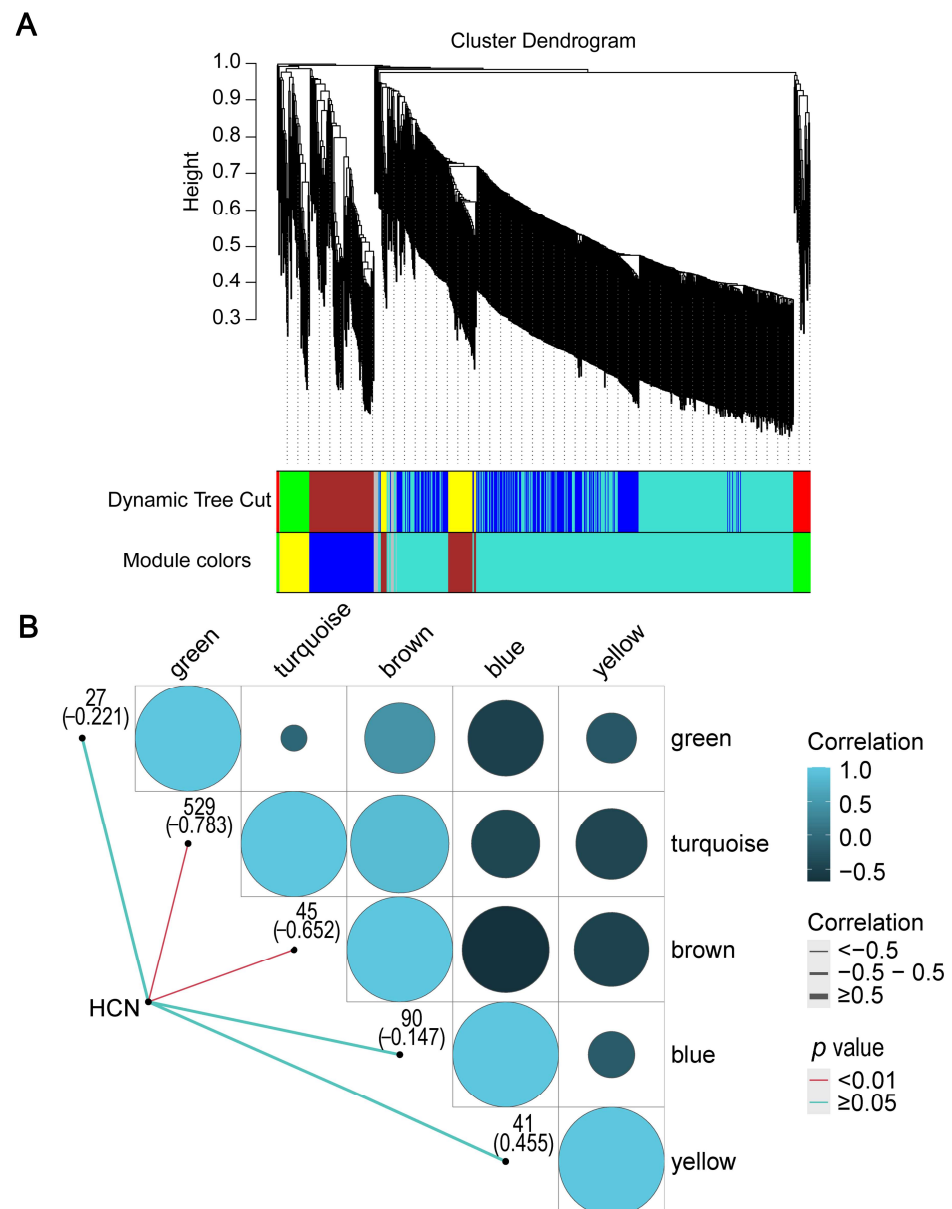 A
Cluster Dendrogram
Height
1.0
0.9
0.8
0.7
0.6
0.5
0.4
0.3
Dynamic Tree Cut
Module colors
B
green
turquoise
brown
blue
yellow
27
(−0.221)
green
529
(−0.783)
turquoise
45
(−0.652)
brown
HCN
90
(−0.147)
blue
41
(0.455)
yellow
Correlation
1.0
0.5
0.0
−0.5
Correlation
<−0.5
−0.5 − 0.5
≥0.5
p value
<0.01
≥0.05